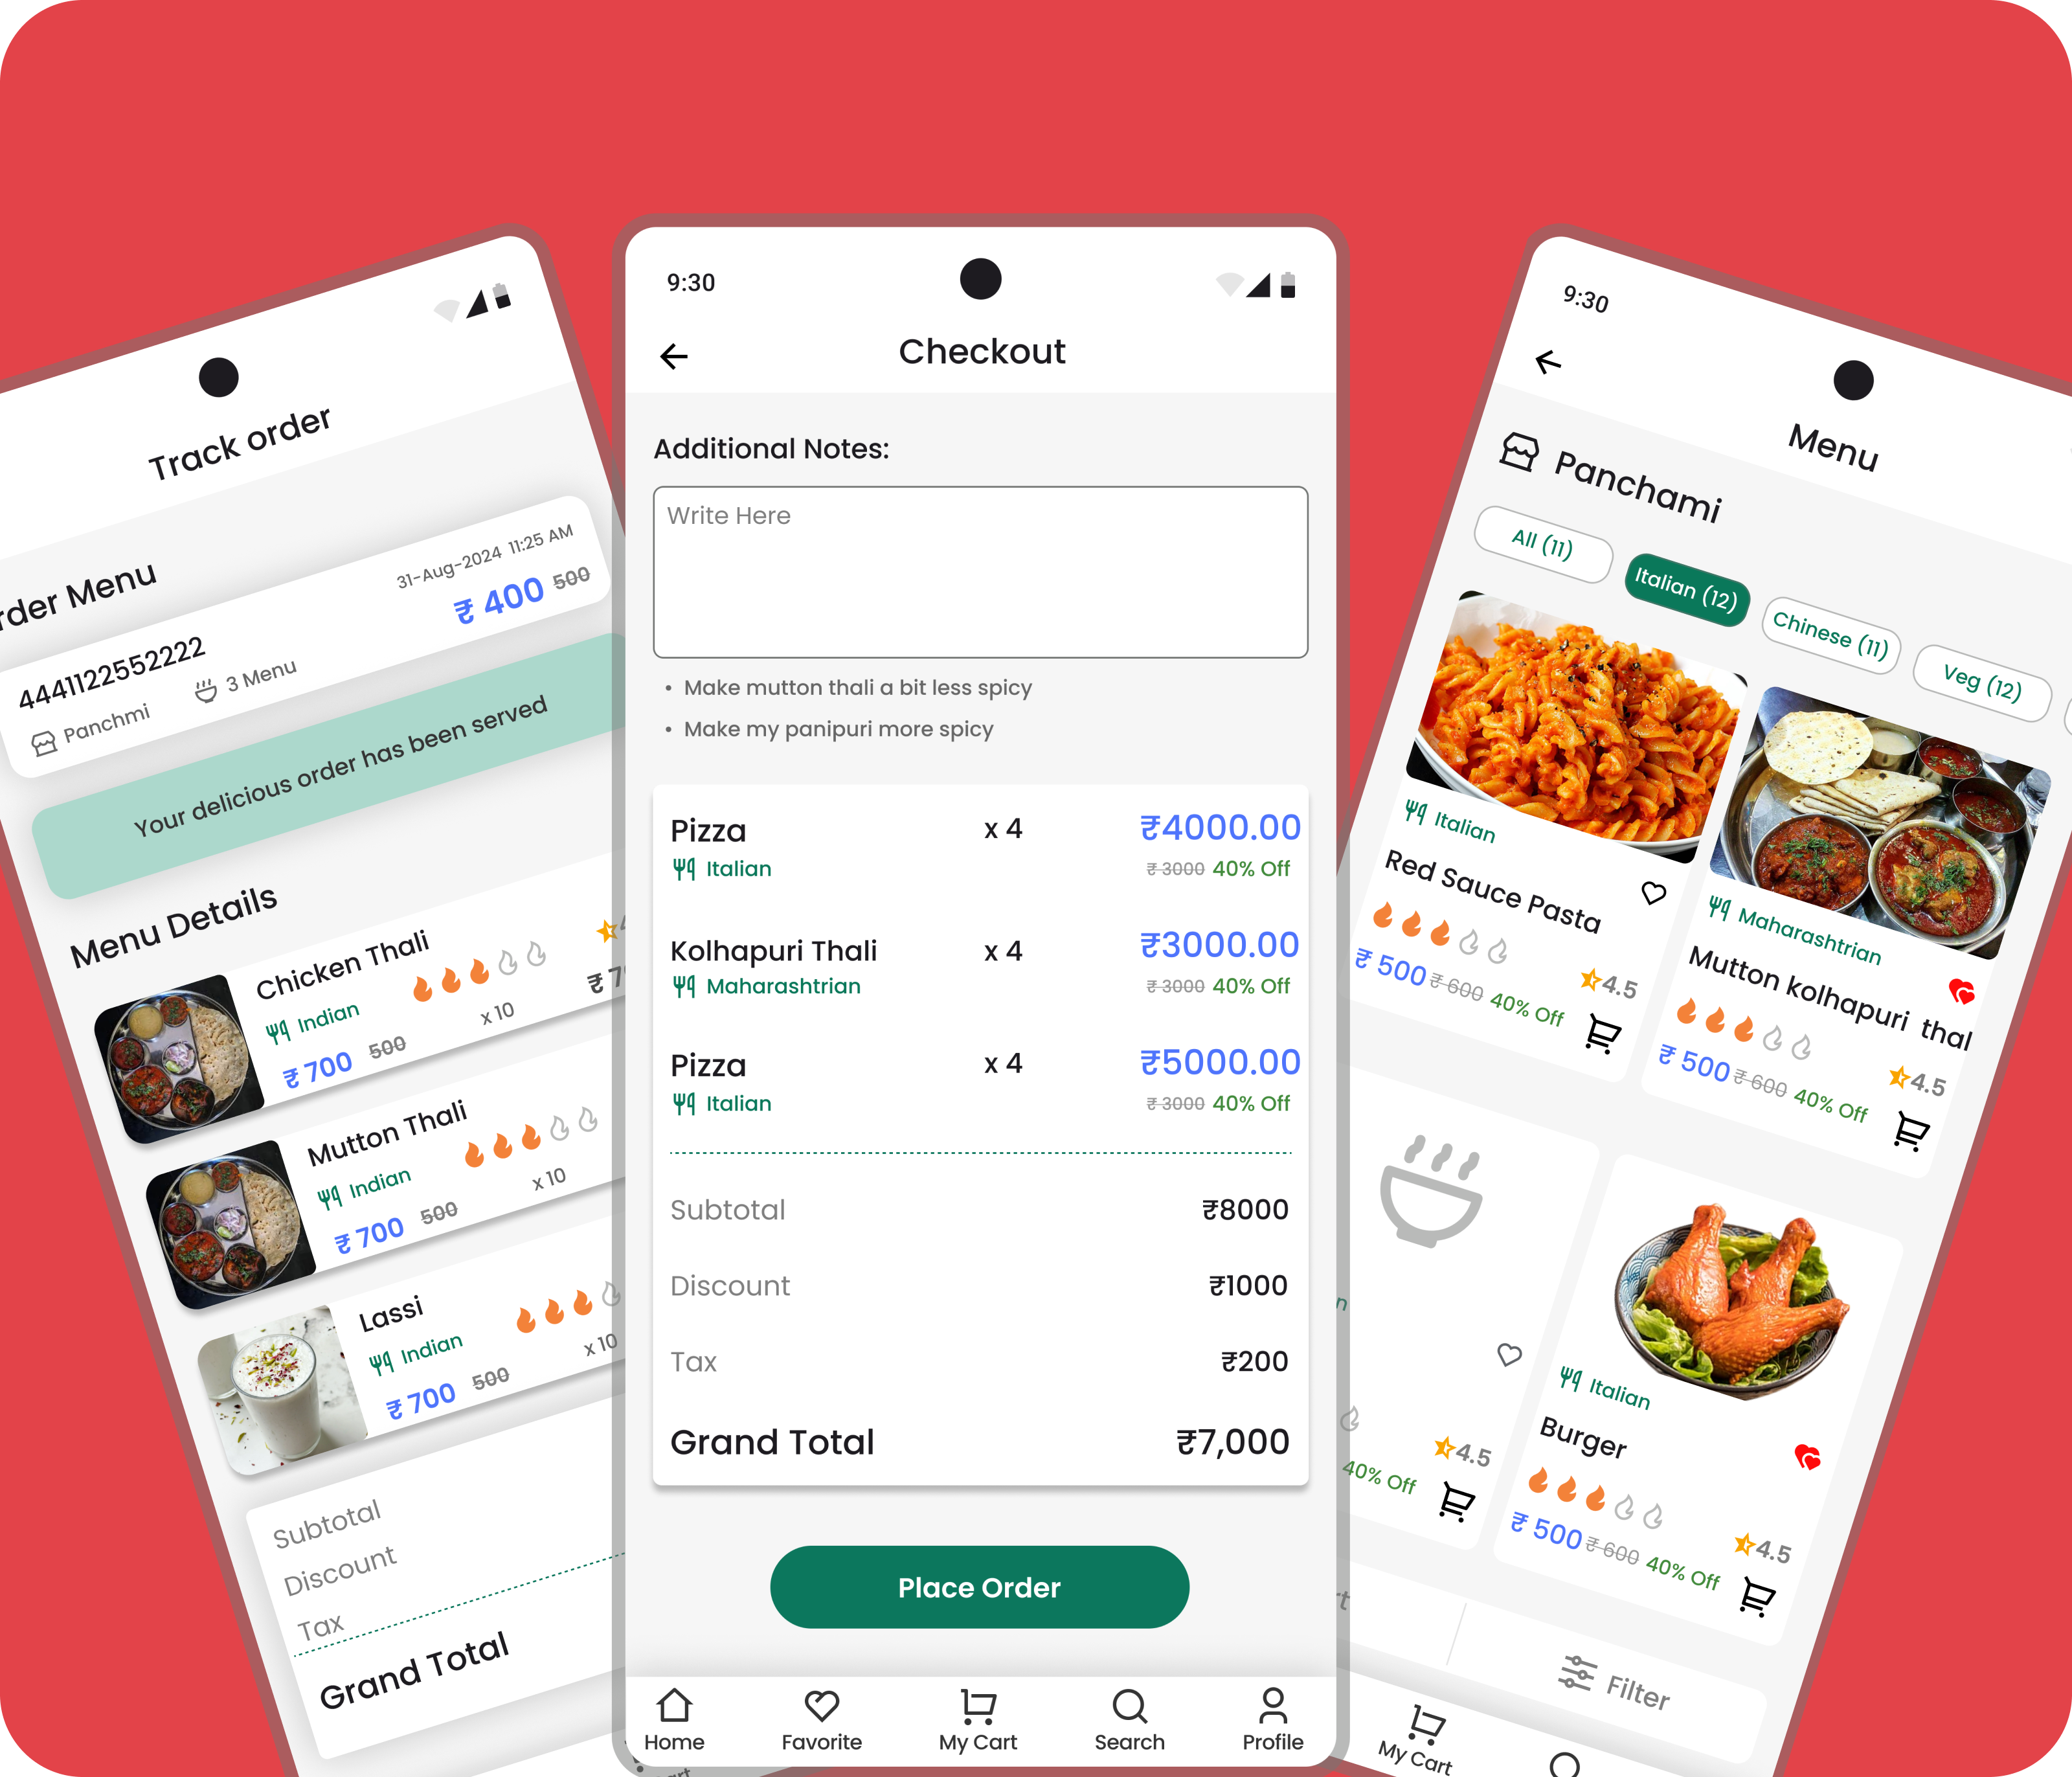 Track order
rder Menu
31-Aug-2024 11:25 AM
₹ 400 500
4441122552222
Panchmi 3 Menu
Your delicious order has been served
Menu Details
Chicken Thali
Indian
₹ 700 500 x 10
Mutton Thali
Indian
₹ 700 500 x 10
Lassi
Indian
₹ 700 500 x 10
Subtotal
Discount
Tax
Grand Total
9:30
Checkout
Additional Notes:
Write Here
• Make mutton thali a bit less spicy
• Make my panipuri more spicy
Pizza x 4 ₹4000.00
Italian ₹ 3000 40% Off
Kolhapuri Thali x 4 ₹3000.00
Maharashtrian ₹ 3000 40% Off
Pizza x 4 ₹5000.00
Italian ₹ 3000 40% Off
Subtotal ₹8000
Discount ₹1000
Tax ₹200
Grand Total ₹7,000
Place Order
Home Favorite My Cart Search Profile
9:30
Menu
Panchami
All (11) Italian (12) Chinese (11) Veg (12)
Italian
Red Sauce Pasta
4.5
₹ 500 ₹ 600 40% Off
Maharashtrian
Mutton kolhapuri thal
4.5
₹ 500 ₹ 600 40% Off
4.5
40% Off
Italian
Burger
4.5
₹ 500 ₹ 600 40% Off
Filter
My Cart